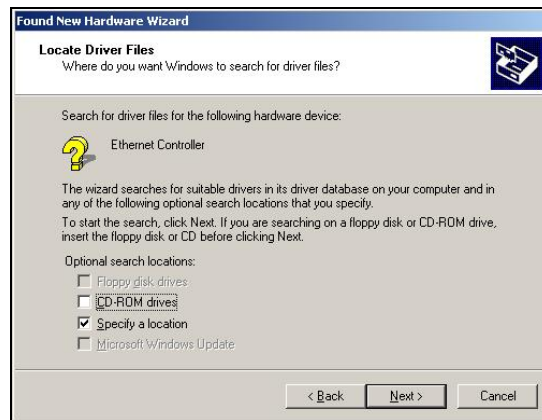 Found New Hardware Wizard
Locate Driver Files
Where do you want Windows to search for driver files?
Search for driver files for the following hardware device:
Ethernet Controller
The wizard searches for suitable drivers in its driver database on your computer and in
any of the following optional search locations that you specify.
To start the search, click Next. If you are searching on a floppy disk or CD-ROM drive,
insert the floppy disk or CD before clicking Next.
Optional search locations:
Floppy disk drives
CD-ROM drives
Specify a location
Microsoft Windows Update
< Back Next > Cancel